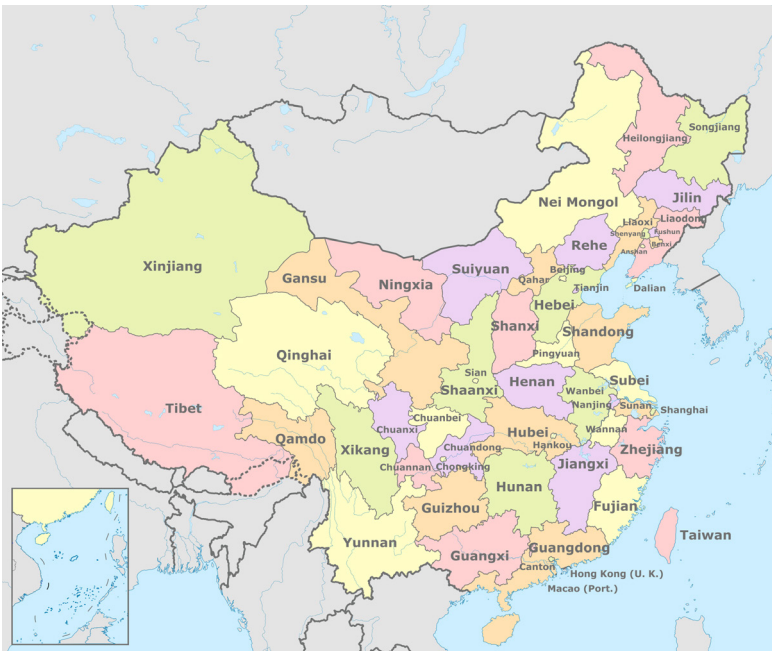 Songjiang
Heilongjiang
Jilin
Nei Mongol
Liaoxi
Liaodong
Shenyang
Fushun
Benxi
Anshan
Rehe
Xinjiang
Suiyuan
Gansu
Ningxia
Qahar
Beijing
Tianjin
Dalian
Hebei
Shanxi
Shandong
Qinghai
Pingyuan
Sian
Shaanxi
Henan
Subei
Wanbei
Nanjing
Sunan
Shanghai
Tibet
Chuanbei
Chuanxi
Wannan
Qamdo
Xikang
Hubei
Hankou
Chuandong
Zhejiang
Chuannan
Chongking
Jiangxi
Hunan
Guizhou
Fujian
Yunnan
Taiwan
Guangxi
Guangdong
Canton
Hong Kong (U. K.)
Macao (Port.)